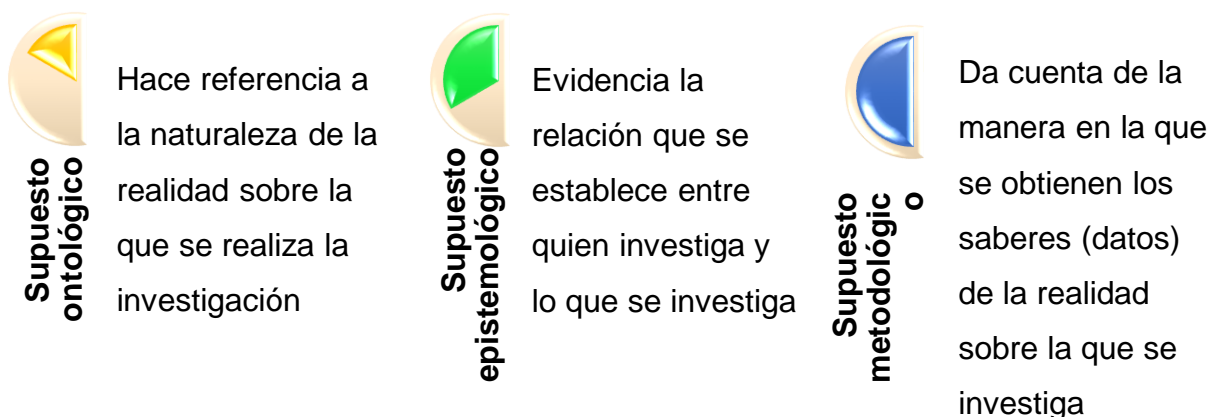 Supuesto
ontológico
Hace referencia a
la naturaleza de la
realidad sobre la
que se realiza la
investigación
Supuesto
epistemológico
Evidencia la
relación que se
establece entre
quien investiga y
lo que se investiga
Supuesto
metodológic
o
Da cuenta de la
manera en la que
se obtienen los
saberes (datos)
de la realidad
sobre la que se
investiga